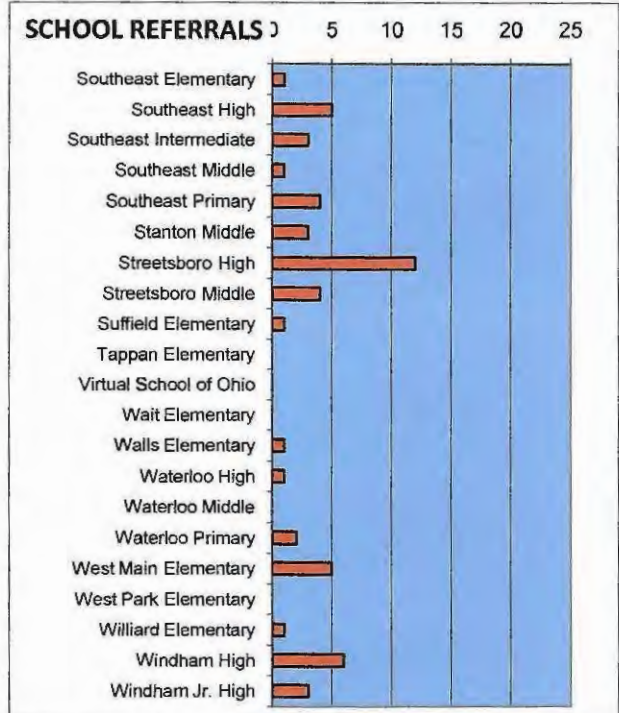 SCHOOL REFERRALS 0 5 10 15 20 25
Southeast Elementary
Southeast High
Southeast Intermediate
Southeast Middle
Southeast Primary
Stanton Middle
Streetsboro High
Streetsboro Middle
Suffield Elementary
Tappan Elementary
Virtual School of Ohio
Wait Elementary
Walls Elementary
Waterloo High
Waterloo Middle
Waterloo Primary
West Main Elementary
West Park Elementary
Williard Elementary
Windham High
Windham Jr. High